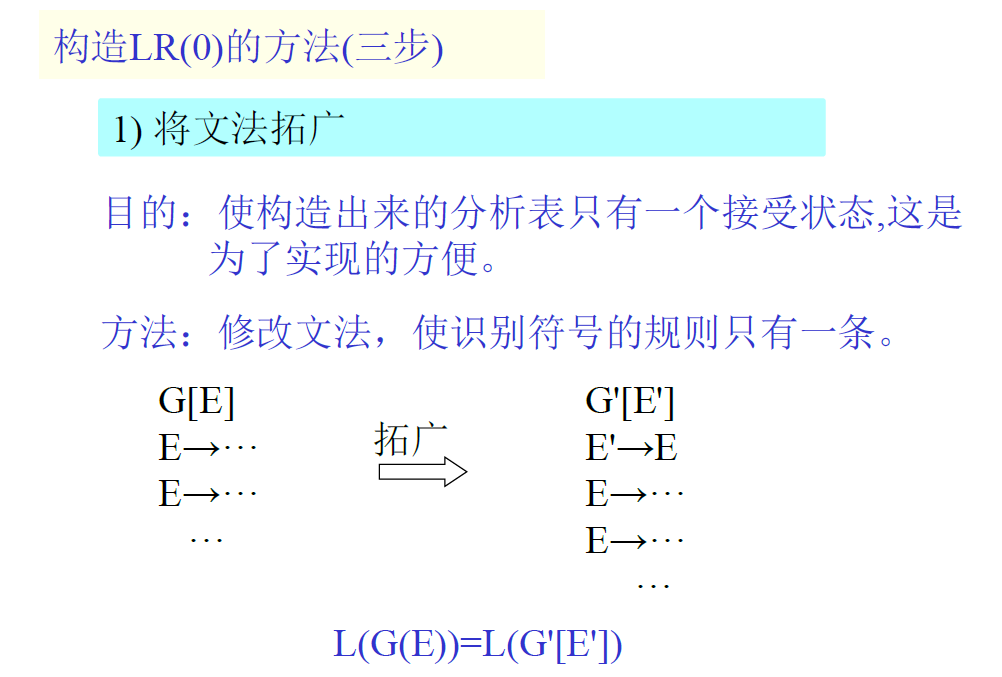 构造LR(0)的方法(三步)
1) 将文法拓广
目的：使构造出来的分析表只有一个接受状态,这是
为了实现的方便。
方法：修改文法，使识别符号的规则只有一条。
G[E]
E→…
E→…
…
拓广
G'[E']
E'→E
E→…
E→…
…
L(G(E))=L(G'[E'])